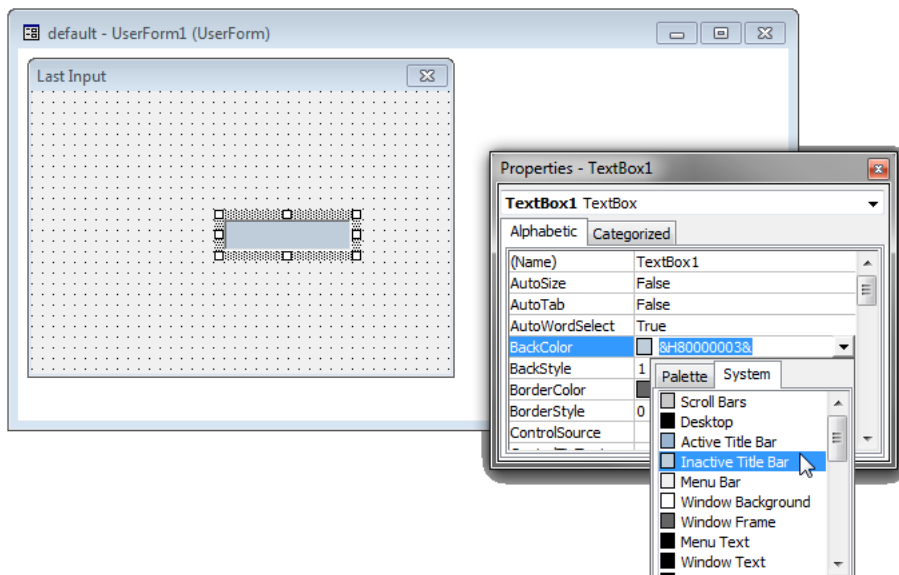 default - UserForm1 (UserForm)
Last Input
Properties - TextBox1
TextBox1 TextBox
Alphabetic Categorized
(Name) TextBox1
AutoSize False
AutoTab False
AutoWordSelect True
BackColor &H80000003&
BackStyle 1
BorderColor
BorderStyle 0
ControlSource
Palette System
Scroll Bars
Desktop
Active Title Bar
Inactive Title Bar
Menu Bar
Window Background
Window Frame
Menu Text
Window Text